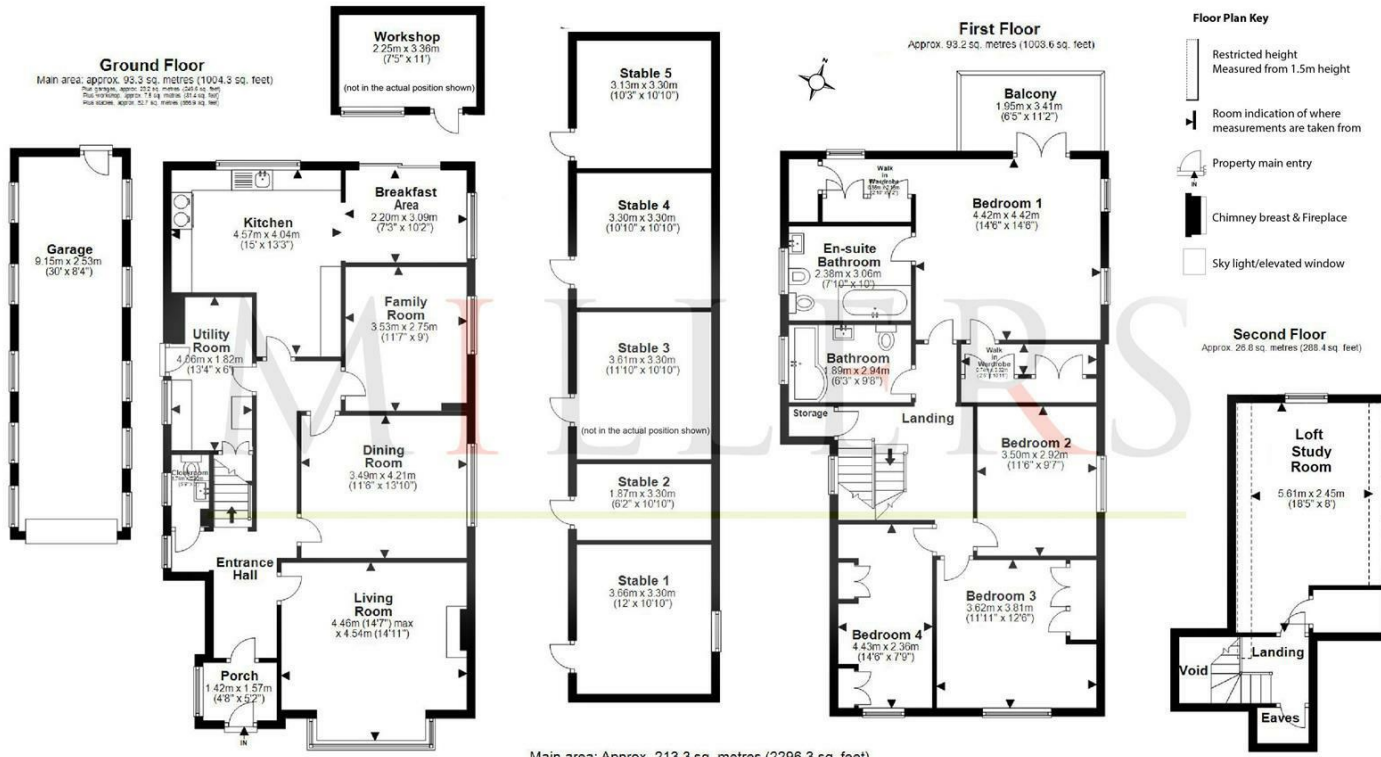 Ground Floor
Main area: approx. 93.3 sq. metres (1004.3 sq. feet)
Garage
9.15m x 2.53m
(30' x 8'4")
Kitchen
4.57m x 4.04m
(15' x 13'3")
Breakfast
Area
2.20m x 3.09m
(7'3" x 10'2")
Utility
Room
4.06m x 1.82m
(13'4" x 6')
Family
Room
3.53m x 2.75m
(11'7" x 9')
Dining
Room
3.49m x 4.21m
(11'6" x 13'10")
Cloakroom
Entrance
Hall
Living
Room
4.46m (14'7") max
x 4.54m (14'11")
Porch
1.42m x 1.57m
(4'8" x 5'2")
IN
Workshop
2.25m x 3.36m
(7'5" x 11')
(not in the actual position shown)
Stable 5
3.13m x 3.30m
(10'3" x 10'10")
Stable 4
3.30m x 3.30m
(10'10" x 10'10")
Stable 3
3.61m x 3.30m
(11'10" x 10'10")
(not in the actual position shown)
Stable 2
1.87m x 3.30m
(6'2" x 10'10")
Stable 1
3.66m x 3.30m
(12' x 10'10")
First Floor
Approx. 93.2 sq. metres (1003.6 sq. feet)
N
Balcony
1.95m x 3.41m
(6'5" x 11'2")
Walk
in
Wardrobe
Bedroom 1
4.42m x 4.42m
(14'6" x 14'6")
En-suite
Bathroom
2.38m x 3.06m
(7'10" x 10')
Bathroom
1.89m x 2.94m
(6'3" x 9'8")
Walk
in
Wardrobe
Storage
Landing
Bedroom 2
3.50m x 2.92m
(11'6" x 9'7")
Bedroom 3
3.62m x 3.81m
(11'11" x 12'6")
Bedroom 4
4.43m x 2.36m
(14'6" x 7'9")
Floor Plan Key
Restricted height
Measured from 1.5m height
Room indication of where
measurements are taken from
Property main entry
IN
Chimney breast & Fireplace
Sky light/elevated window
Second Floor
Approx. 26.8 sq. metres (288.4 sq. feet)
Loft
Study
Room
5.61m x 2.45m
(18'5" x 8')
Landing
Void
Eaves
MILLERS
Main area: Approx. 213.3 sq. metres (2296.3 sq. feet)